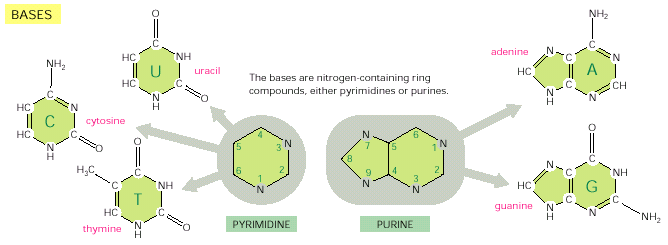 BASES
O
C
HC
NH
U
uracil
HC
C
N
H
O
NH₂
C
HC
N
C
cytosine
HC
C
N
H
O
O
H₃C
C
C
NH
T
HC
C
N
H
O
thymine
The bases are nitrogen-containing ring
compounds, either pyrimidines or purines.
4
5
3
N
6
2
1
N
PYRIMIDINE
N
7
6
5
1
N
8
9
4
2
3
N
N
PURINE
NH₂
adenine
N
C
C
N
HC
A
C
CH
N
H
N
O
N
C
C
NH
HC
G
guanine
N
H
C
C
N
NH₂